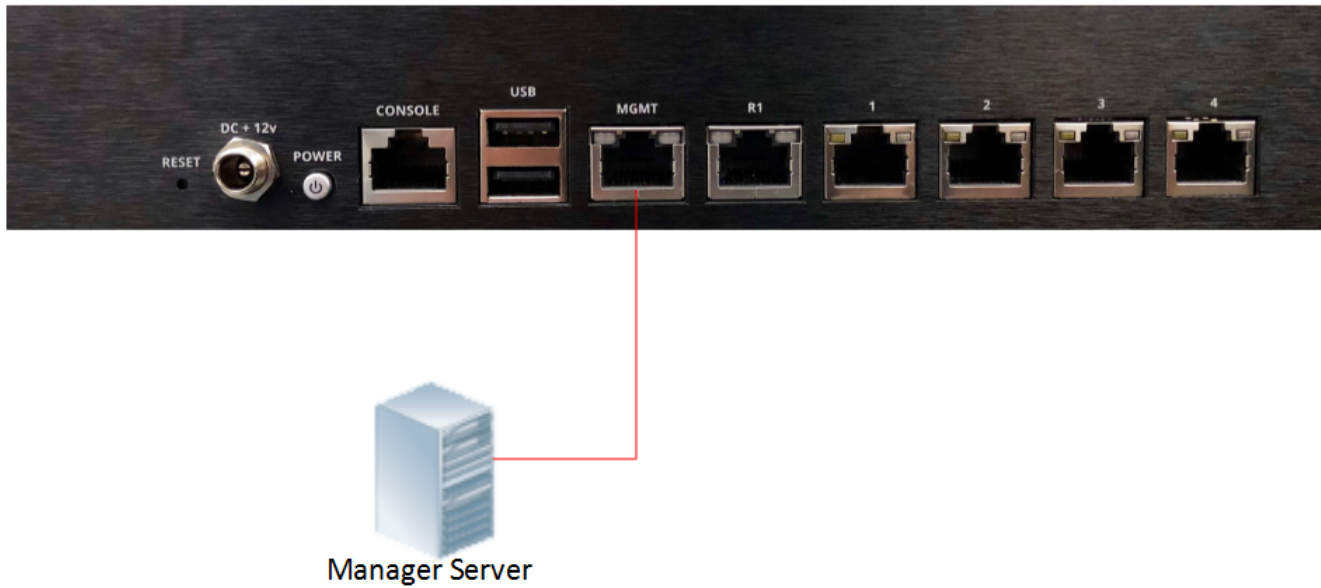 RESET
DC + 12v
POWER
CONSOLE
USB
MGMT
R1
1
2
3
4
Manager Server